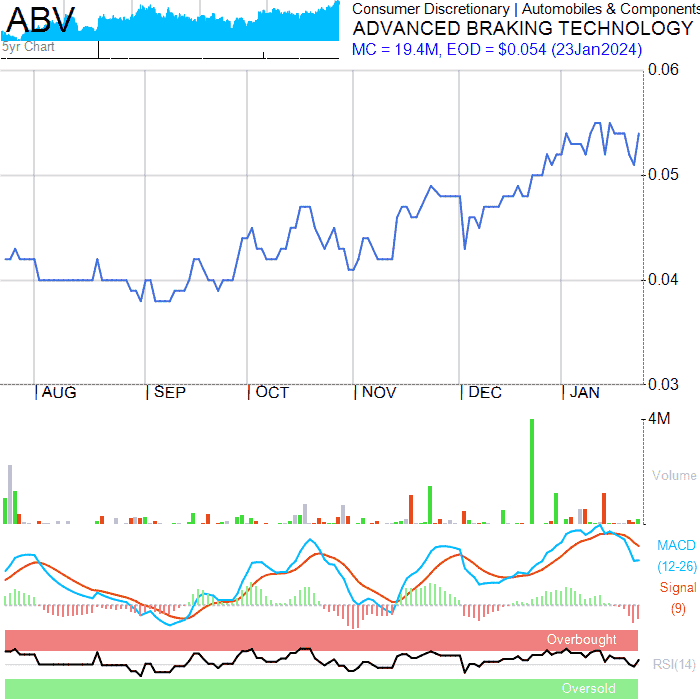 ABV
5yr Chart
Consumer Discretionary | Automobiles & Components
ADVANCED BRAKING TECHNOLOGY
MC = 19.4M, EOD = $0.054 (23Jan2024)
0.06
0.05
0.04
0.03
AUG SEP OCT NOV DEC JAN
4M
Volume
MACD
(12-26)
Signal
(9)
Overbought
RSI(14)
Oversold